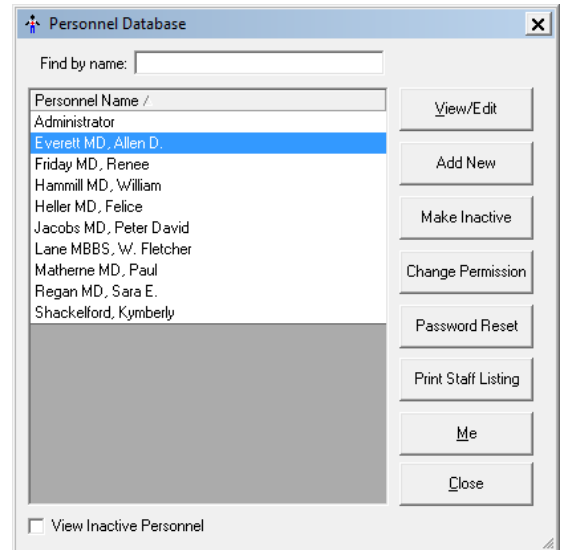 Personnel Database
Find by name:
Personnel Name /
Administrator
Everett MD, Allen D.
Friday MD, Renee
Hammill MD, William
Heller MD, Felice
Jacobs MD, Peter David
Lane MBBS, W. Fletcher
Matherne MD, Paul
Regan MD, Sara E.
Shackelford, Kymberly
View/Edit
Add New
Make Inactive
Change Permission
Password Reset
Print Staff Listing
Me
Close
View Inactive Personnel